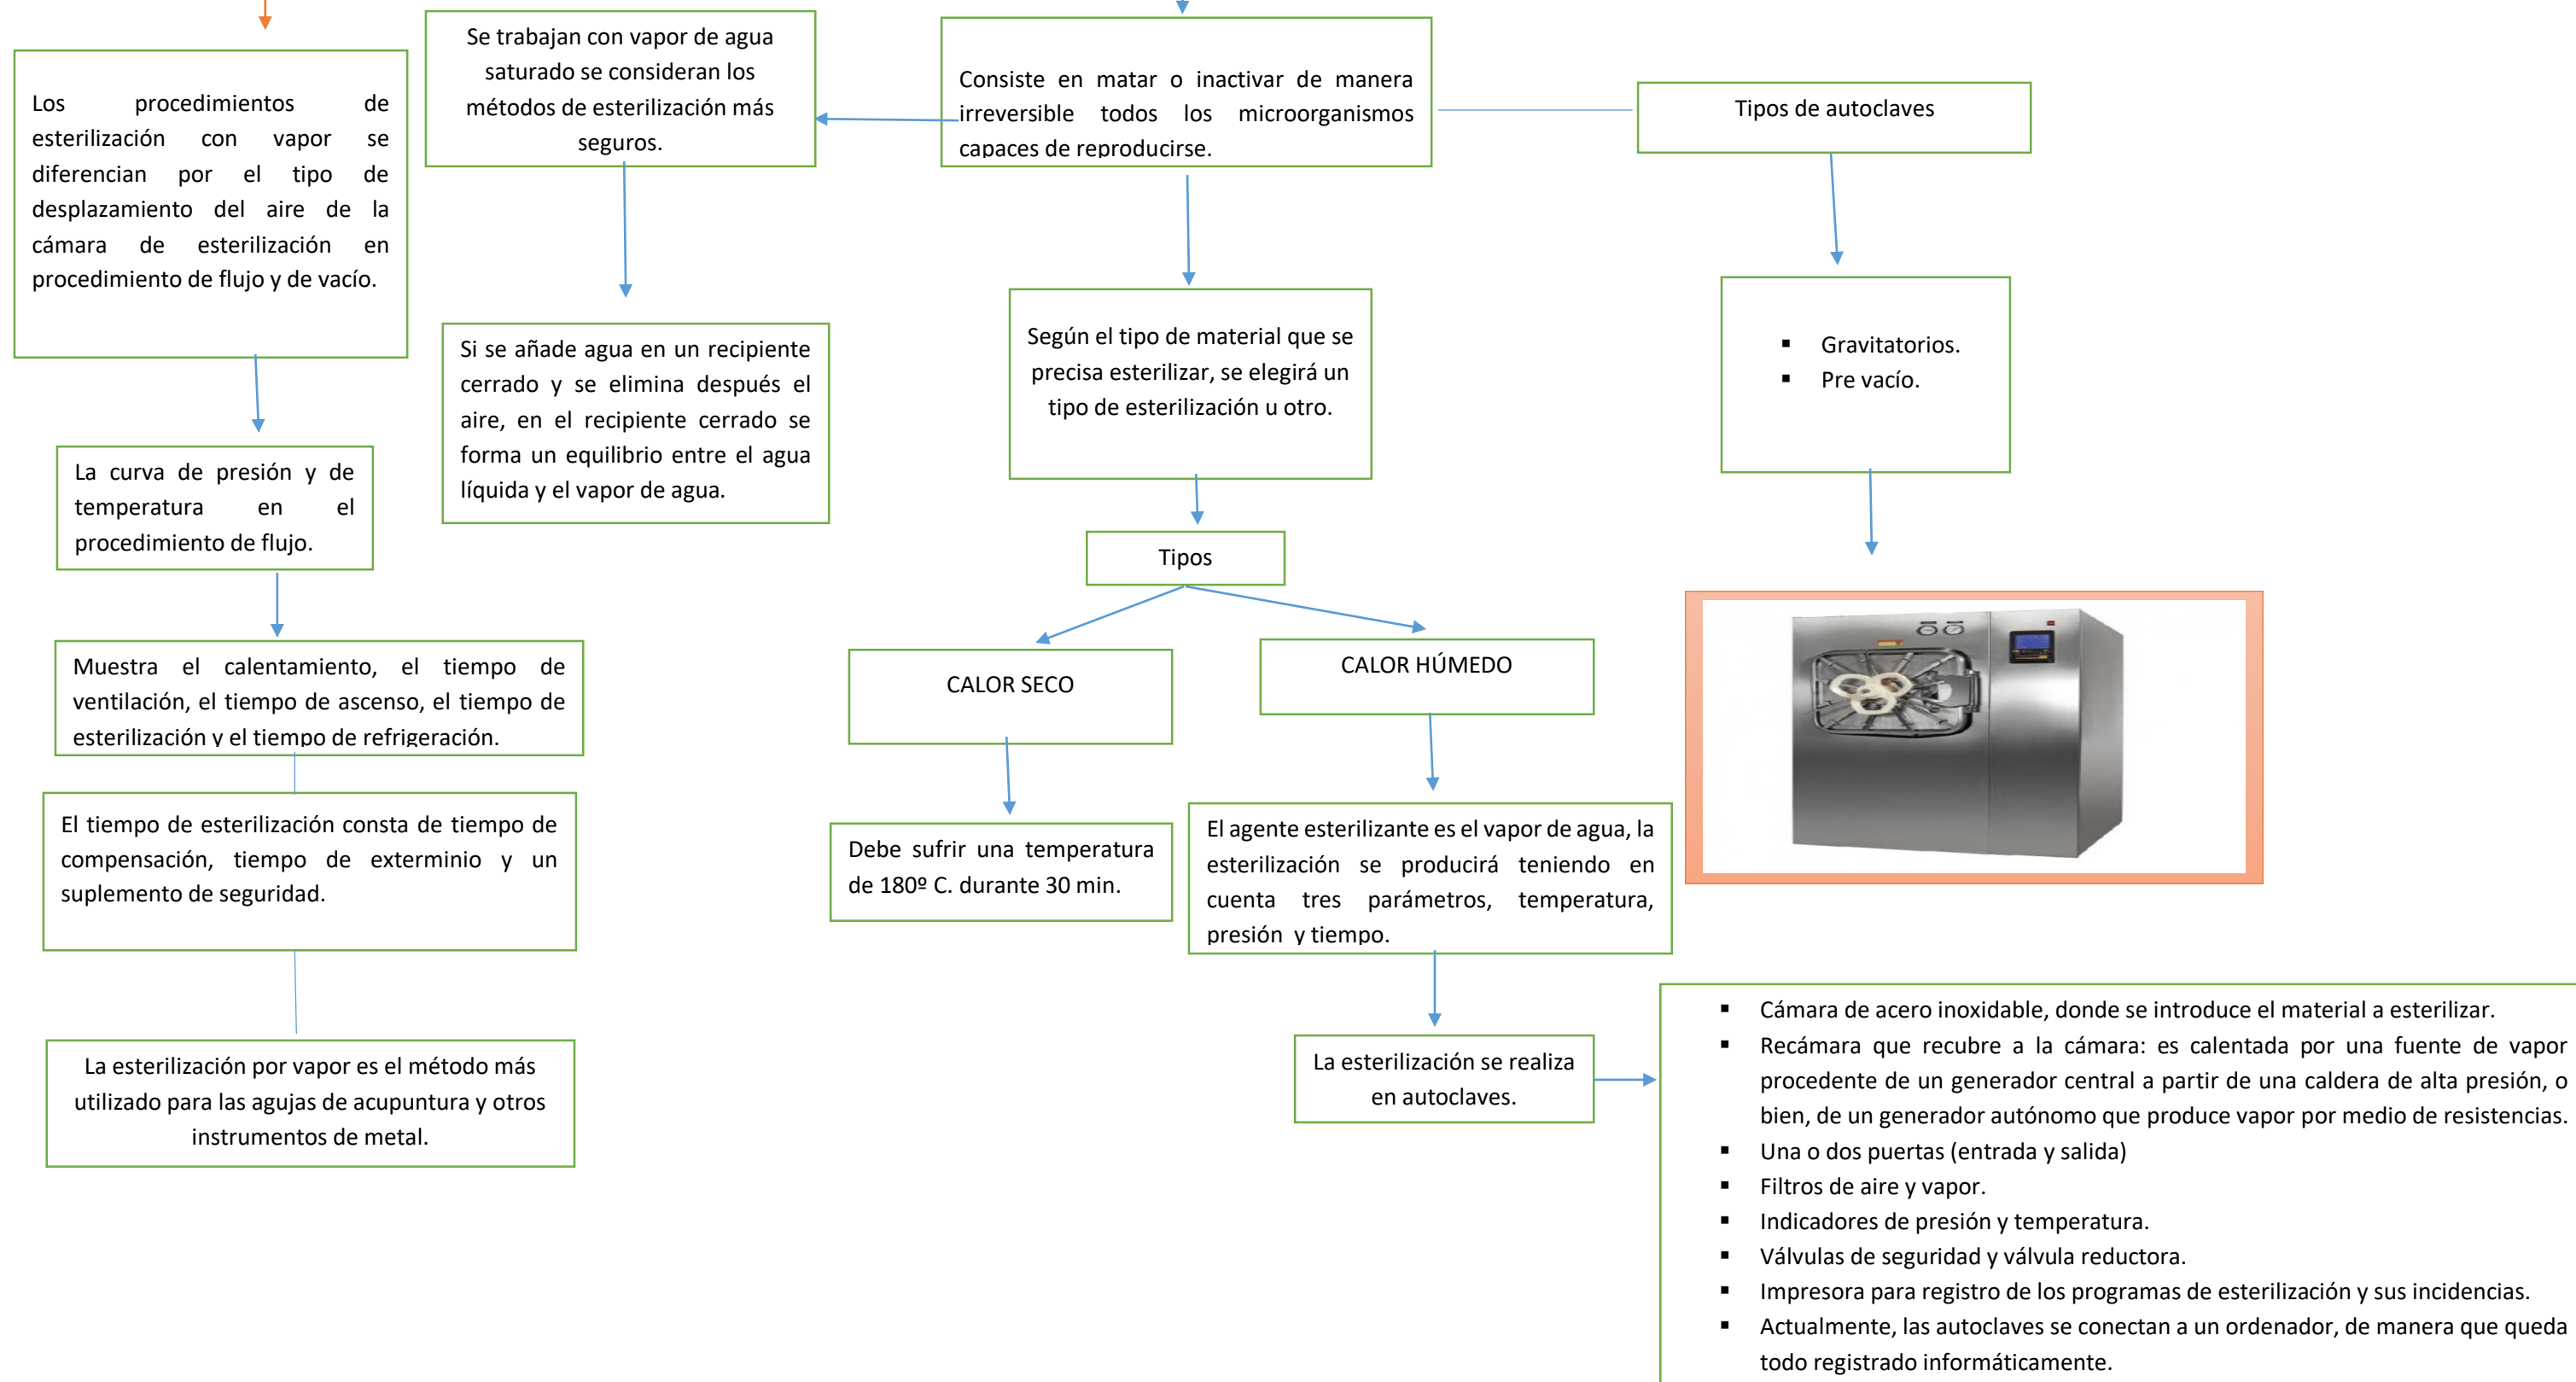 Los procedimientos de
esterilización con vapor se
diferencian por el tipo de
desplazamiento del aire de la
cámara de esterilización en
procedimiento de flujo y de vacío.
La curva de presión y de
temperatura en el
procedimiento de flujo.
Muestra el calentamiento, el tiempo de
ventilación, el tiempo de ascenso, el tiempo de
esterilización y el tiempo de refrigeración.
El tiempo de esterilización consta de tiempo de
compensación, tiempo de exterminio y un
suplemento de seguridad.
La esterilización por vapor es el método más
utilizado para las agujas de acupuntura y otros
instrumentos de metal.
Se trabajan con vapor de agua
saturado se consideran los
métodos de esterilización más
seguros.
Si se añade agua en un recipiente
cerrado y se elimina después el
aire, en el recipiente cerrado se
forma un equilibrio entre el agua
líquida y el vapor de agua.
Consiste en matar o inactivar de manera
irreversible todos los microorganismos
capaces de reproducirse.
Según el tipo de material que se
precisa esterilizar, se elegirá un
tipo de esterilización u otro.
Tipos
CALOR SECO
Debe sufrir una temperatura
de 180º C. durante 30 min.
CALOR HÚMEDO
El agente esterilizante es el vapor de agua, la
esterilización se producirá teniendo en
cuenta tres parámetros, temperatura,
presión y tiempo.
La esterilización se realiza
en autoclaves.
Tipos de autoclaves
▪ Gravitatorios.
▪ Pre vacío.
▪ Cámara de acero inoxidable, donde se introduce el material a esterilizar.
▪ Recámara que recubre a la cámara: es calentada por una fuente de vapor
procedente de un generador central a partir de una caldera de alta presión, o
bien, de un generador autónomo que produce vapor por medio de resistencias.
▪ Una o dos puertas (entrada y salida)
▪ Filtros de aire y vapor.
▪ Indicadores de presión y temperatura.
▪ Válvulas de seguridad y válvula reductora.
▪ Impresora para registro de los programas de esterilización y sus incidencias.
▪ Actualmente, las autoclaves se conectan a un ordenador, de manera que queda
todo registrado informáticamente.